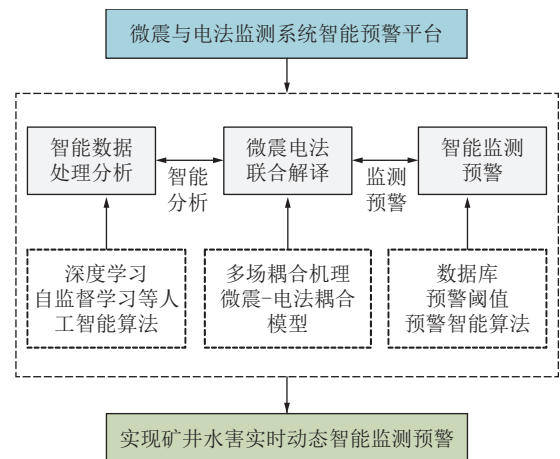 微震与电法监测系统智能预警平台
智能数据
处理分析
智能
分析
微震电法
联合解译
监测
预警
智能监测
预警
深度学习
自监督学习等人
工智能算法
多场耦合机理
微震-电法耦合
模型
数据库
预警阈值
预警智能算法
实现矿井水害实时动态智能监测预警